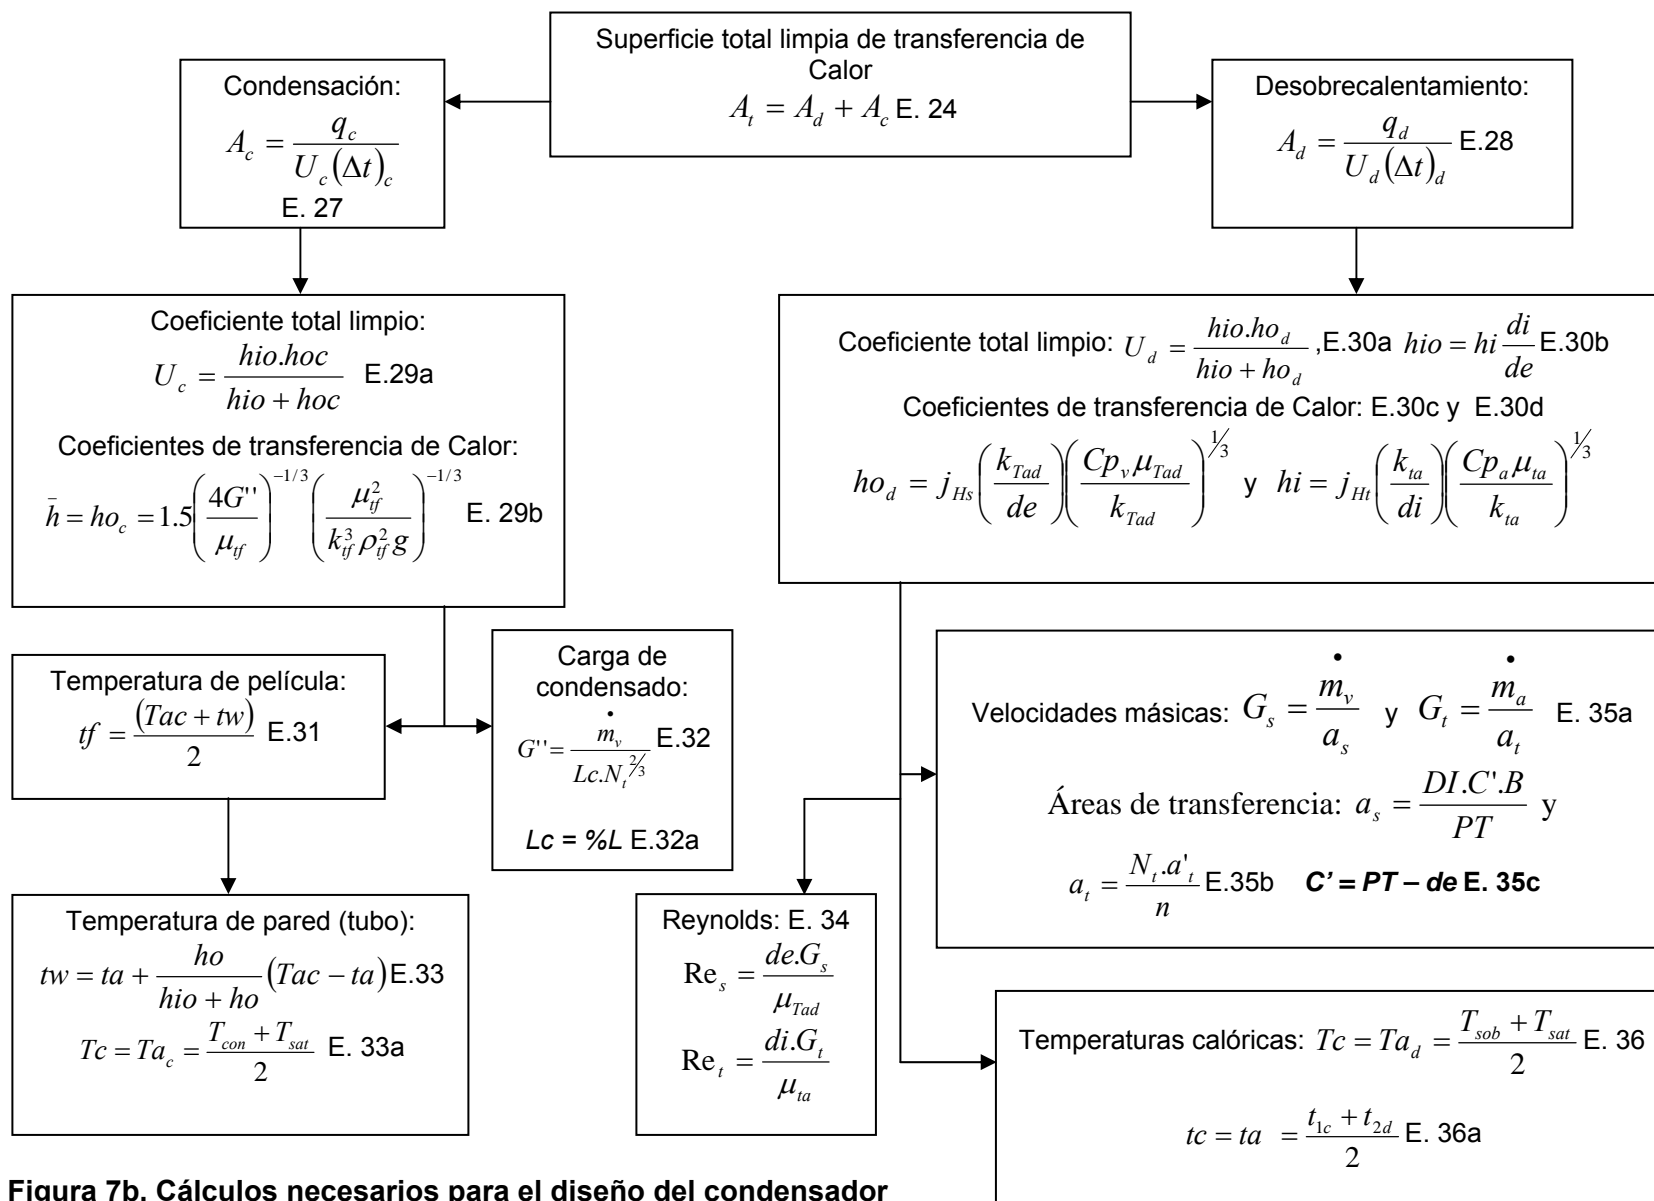 Superficie total limpia de transferencia de
Calor
A_t = A_d + A_c E. 24
Condensación:
A_c = q_c / (U_c (Δt)_c)
E. 27
Desobrecalentamiento:
A_d = q_d / (U_d (Δt)_d) E.28
Coeficiente total limpio:
U_c = hio.hoc / (hio + hoc) E.29a
Coeficientes de transferencia de Calor:
h̄ = ho_c = 1.5 (4G'' / μ_tf)^(-1/3) (μ_tf^2 / (k_tf^3 ρ_tf^2 g))^(-1/3) E. 29b
Coeficiente total limpio: U_d = hio.ho_d / (hio + ho_d) ,E.30a hio = hi di/de E.30b
Coeficientes de transferencia de Calor: E.30c y E.30d
ho_d = j_Hs (k_Tad / de) (Cp_v μ_Tad / k_Tad)^(1/3) y hi = j_Ht (k_ta / di) (Cp_a μ_ta / k_ta)^(1/3)
Temperatura de película:
tf = (Tac + tw) / 2 E.31
Carga de
condensado:
G'' = ṁ_v / (Lc.N_t^(2/3)) E.32
Lc = %L E.32a
Velocidades másicas: G_s = ṁ_v / a_s y G_t = ṁ_a / a_t E. 35a
Áreas de transferencia: a_s = DI.C'.B / PT y
a_t = N_t.a'_t / n E.35b C' = PT – de E. 35c
Temperatura de pared (tubo):
tw = ta + ho / (hio + ho) (Tac − ta) E.33
Tc = Ta_c = (T_con + T_sat) / 2 E. 33a
Reynolds: E. 34
Re_s = de.G_s / μ_Tad
Re_t = di.G_t / μ_ta
Temperaturas calóricas: Tc = Ta_d = (T_sob + T_sat) / 2 E. 36
tc = ta = (t_1c + t_2d) / 2 E. 36a
Figura 7b. Cálculos necesarios para el diseño del condensador